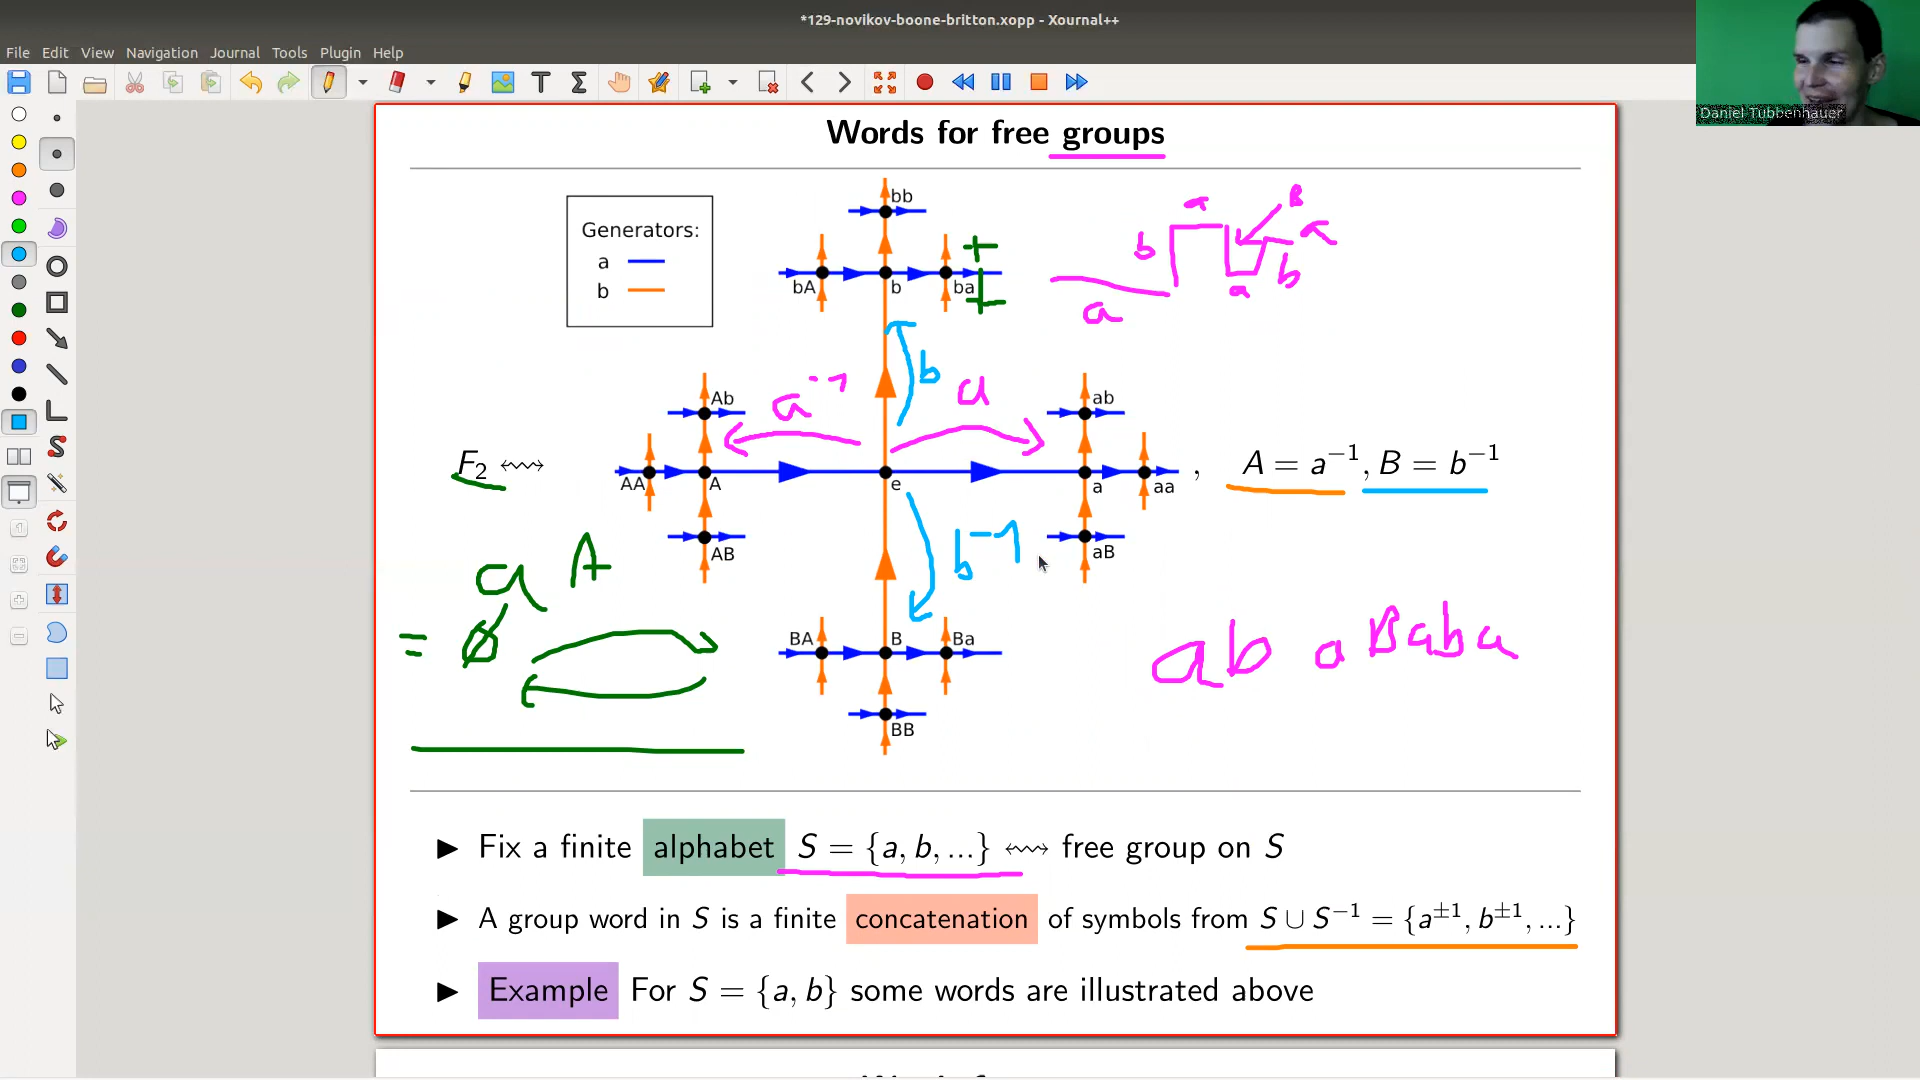 *129-novikov-boone-britton.xopp - Xournal++
File Edit View Navigation Journal Tools Plugin Help
Daniel Tubbenhauer
Words for free groups
Generators:
a
b
bb
bA b ba
a b a B a b
a
Ab ab
a⁻¹ b a
F₂ ↭ , A = a⁻¹, B = b⁻¹
AA A e a aa
AB aB
a A b⁻¹
= ∅
BA B Ba
ab aBaba
BB
► Fix a finite alphabet S = {a, b, ...} ↭ free group on S
► A group word in S is a finite concatenation of symbols from S ∪ S⁻¹ = {a^±1, b^±1, ...}
► Example For S = {a, b} some words are illustrated above